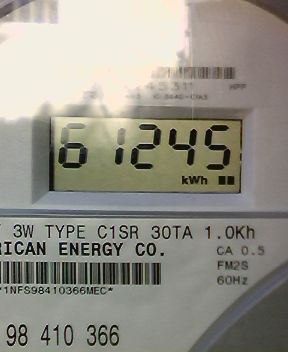 HPP
61245
kWh
3W TYPE C1SR 30TA 1.0Kh
RICAN ENERGY CO.
CA 0.5
FM2S
60Hz
*1NFS98410366MEC*
98 410 366